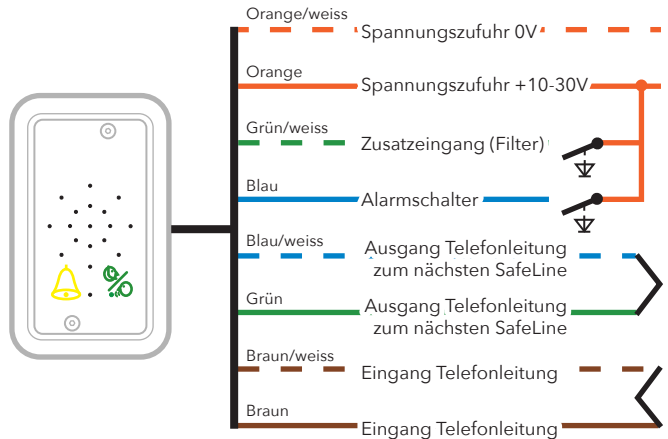 Orange/weiss
Spannungszufuhr 0V
Orange
Spannungszufuhr +10-30V
Grün/weiss
Zusatzeingang (Filter)
Blau
Alarmschalter
Blau/weiss
Ausgang Telefonleitung
zum nächsten SafeLine
Grün
Ausgang Telefonleitung
zum nächsten SafeLine
Braun/weiss
Eingang Telefonleitung
Braun
Eingang Telefonleitung